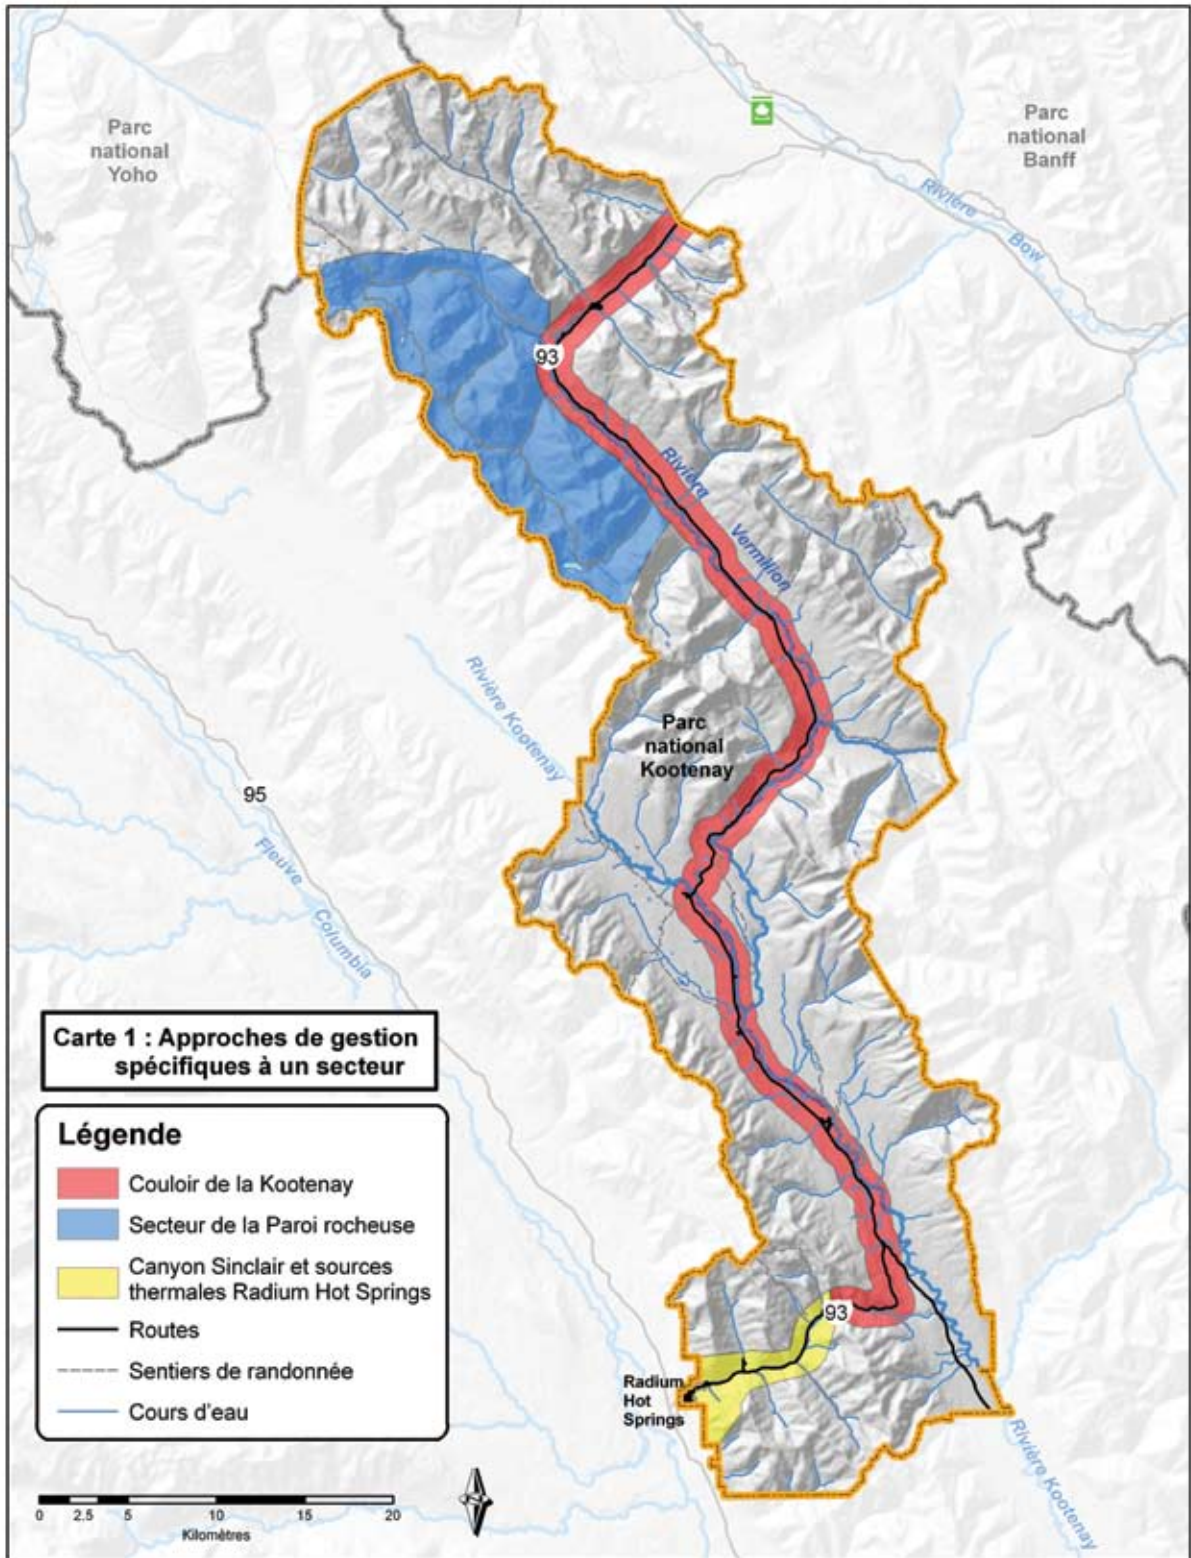 Parc
national
Yoho
Parc
national
Banff
Rivière
Bow
93
Rivière
Vermilion
Rivière Kootenay
Parc
national
Kootenay
95
Fleuve
Columbia
Carte 1 : Approches de gestion
spécifiques à un secteur
Légende
Couloir de la Kootenay
Secteur de la Paroi rocheuse
Canyon Sinclair et sources
thermales Radium Hot Springs
Routes
Sentiers de randonnée
Cours d'eau
93
Radium
Hot
Springs
Rivière Kootenay
0 2.5 5 10 15 20
Kilomètres